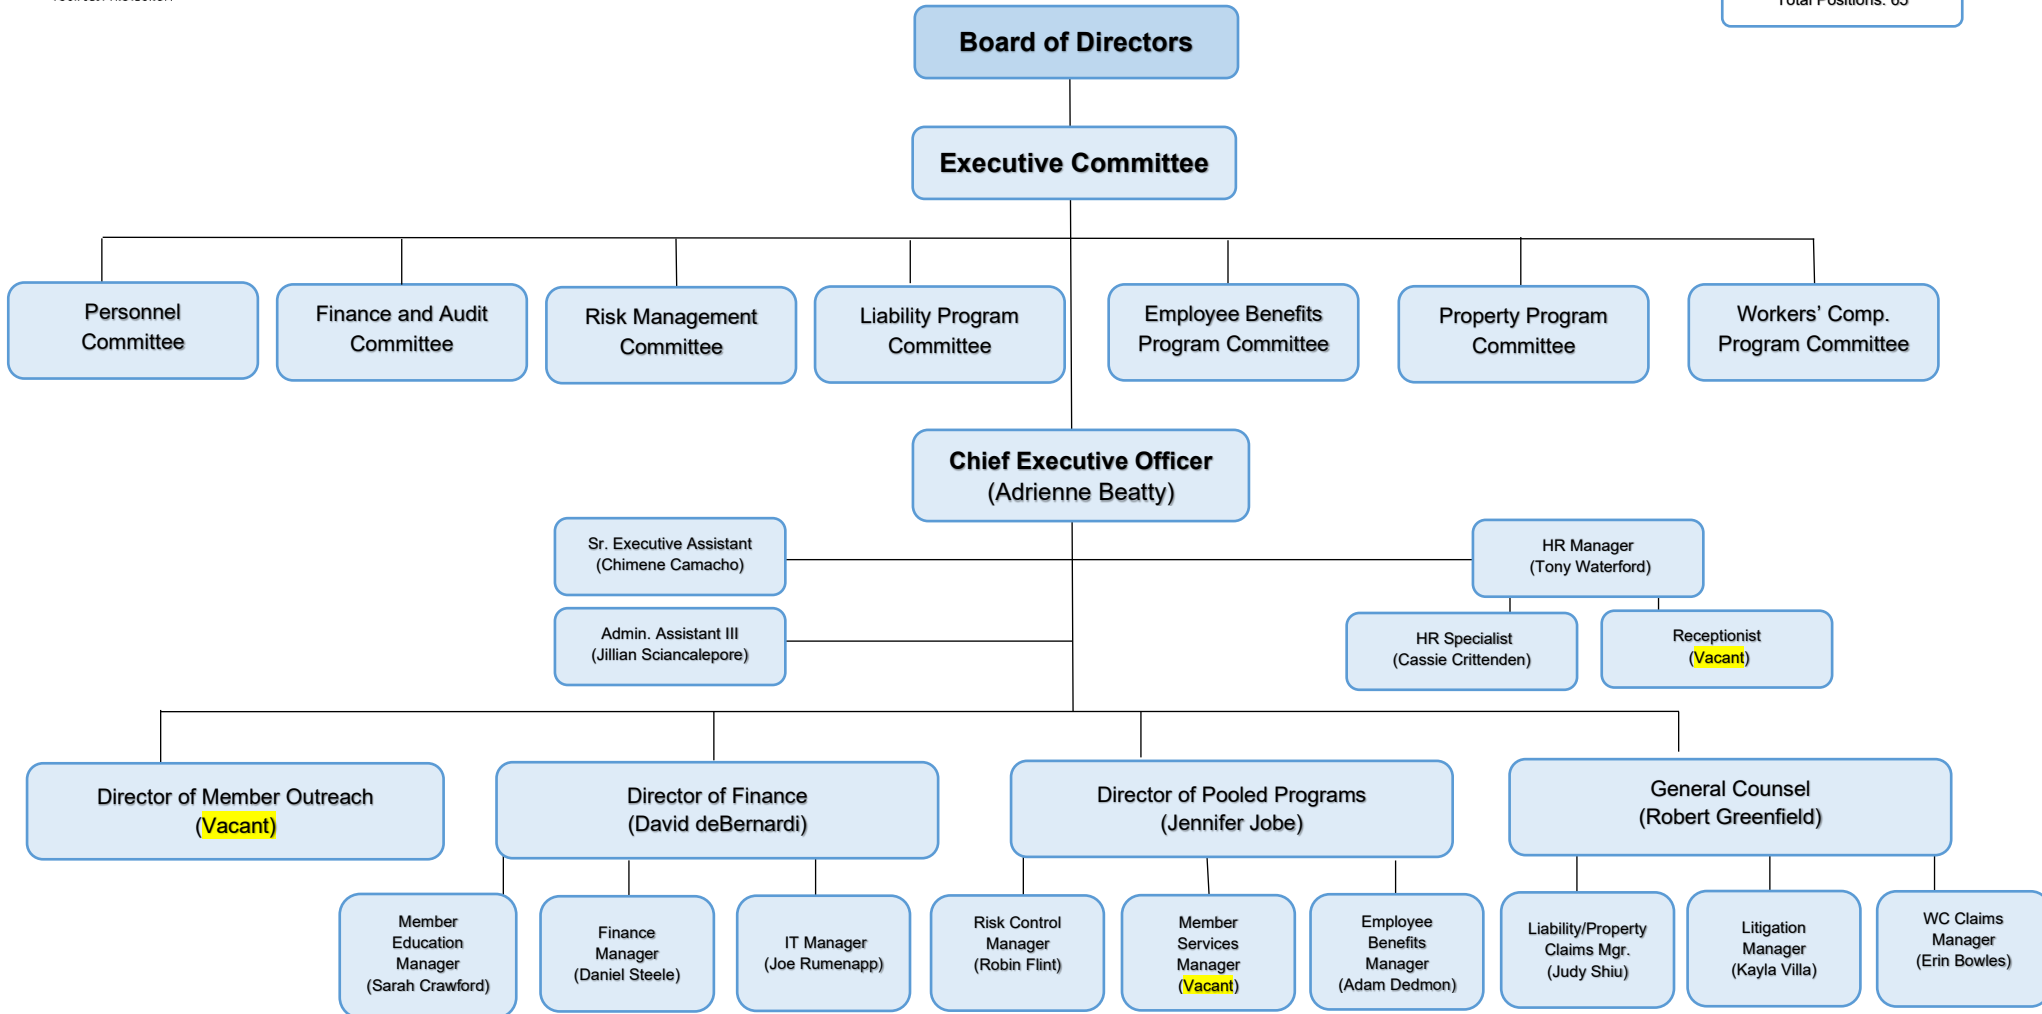 Total Positions: 65
Board of Directors
Executive Committee
Personnel
Committee
Finance and Audit
Committee
Risk Management
Committee
Liability Program
Committee
Employee Benefits
Program Committee
Property Program
Committee
Workers’ Comp.
Program Committee
Chief Executive Officer
(Adrienne Beatty)
Sr. Executive Assistant
(Chimene Camacho)
HR Manager
(Tony Waterford)
Admin. Assistant III
(Jillian Sciancalepore)
HR Specialist
(Cassie Crittenden)
Receptionist
(Vacant)
Director of Member Outreach
(Vacant)
Director of Finance
(David deBernardi)
Director of Pooled Programs
(Jennifer Jobe)
General Counsel
(Robert Greenfield)
Member
Education
Manager
(Sarah Crawford)
Finance
Manager
(Daniel Steele)
IT Manager
(Joe Rumenapp)
Risk Control
Manager
(Robin Flint)
Member
Services
Manager
(Vacant)
Employee
Benefits
Manager
(Adam Dedmon)
Liability/Property
Claims Mgr.
(Judy Shiu)
Litigation
Manager
(Kayla Villa)
WC Claims
Manager
(Erin Bowles)